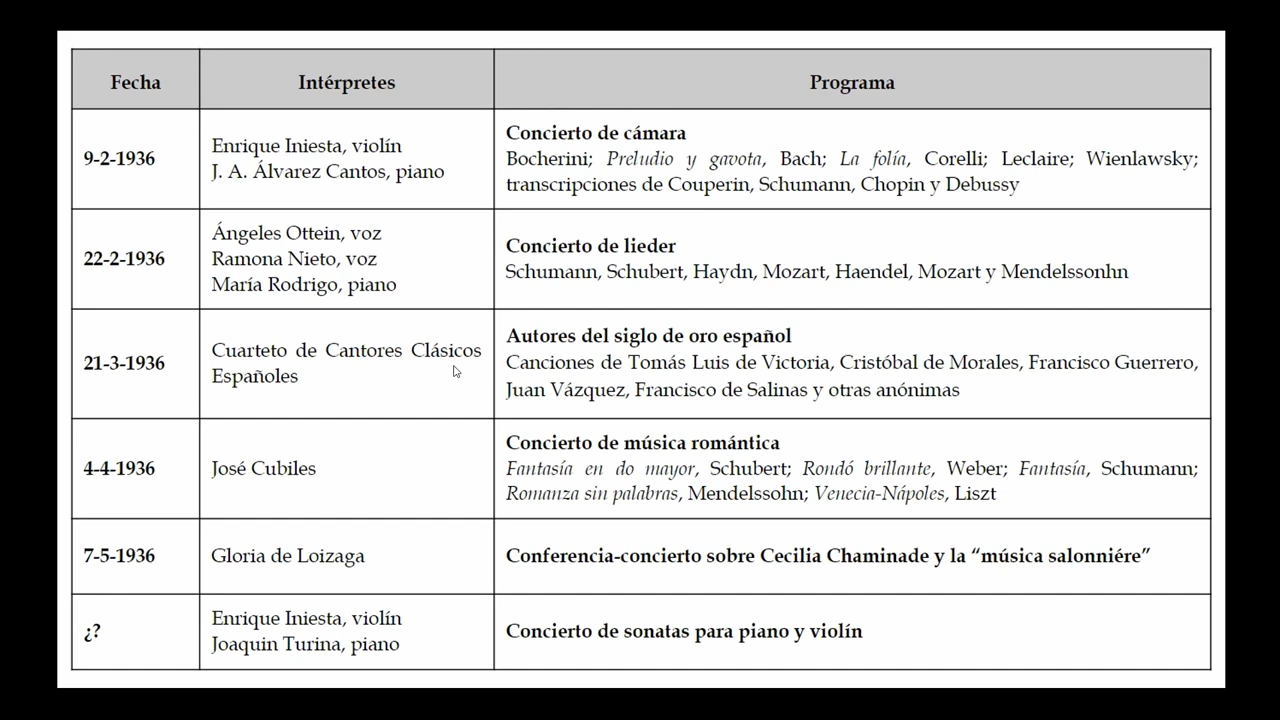 Fecha
Intérpretes
Programa
9-2-1936
Enrique Iniesta, violín
J. A. Álvarez Cantos, piano
Concierto de cámara
Bocherini; Preludio y gavota, Bach; La folía, Corelli; Leclaire; Wienlawsky;
transcripciones de Couperin, Schumann, Chopin y Debussy
22-2-1936
Ángeles Ottein, voz
Ramona Nieto, voz
María Rodrigo, piano
Concierto de lieder
Schumann, Schubert, Haydn, Mozart, Haendel, Mozart y Mendelssonhn
21-3-1936
Cuarteto de Cantores Clásicos
Españoles
Autores del siglo de oro español
Canciones de Tomás Luis de Victoria, Cristóbal de Morales, Francisco Guerrero,
Juan Vázquez, Francisco de Salinas y otras anónimas
4-4-1936
José Cubiles
Concierto de música romántica
Fantasía en do mayor, Schubert; Rondó brillante, Weber; Fantasía, Schumann;
Romanza sin palabras, Mendelssohn; Venecia-Nápoles, Liszt
7-5-1936
Gloria de Loizaga
Conferencia-concierto sobre Cecilia Chaminade y la “música salonniére”
¿?
Enrique Iniesta, violín
Joaquin Turina, piano
Concierto de sonatas para piano y violín